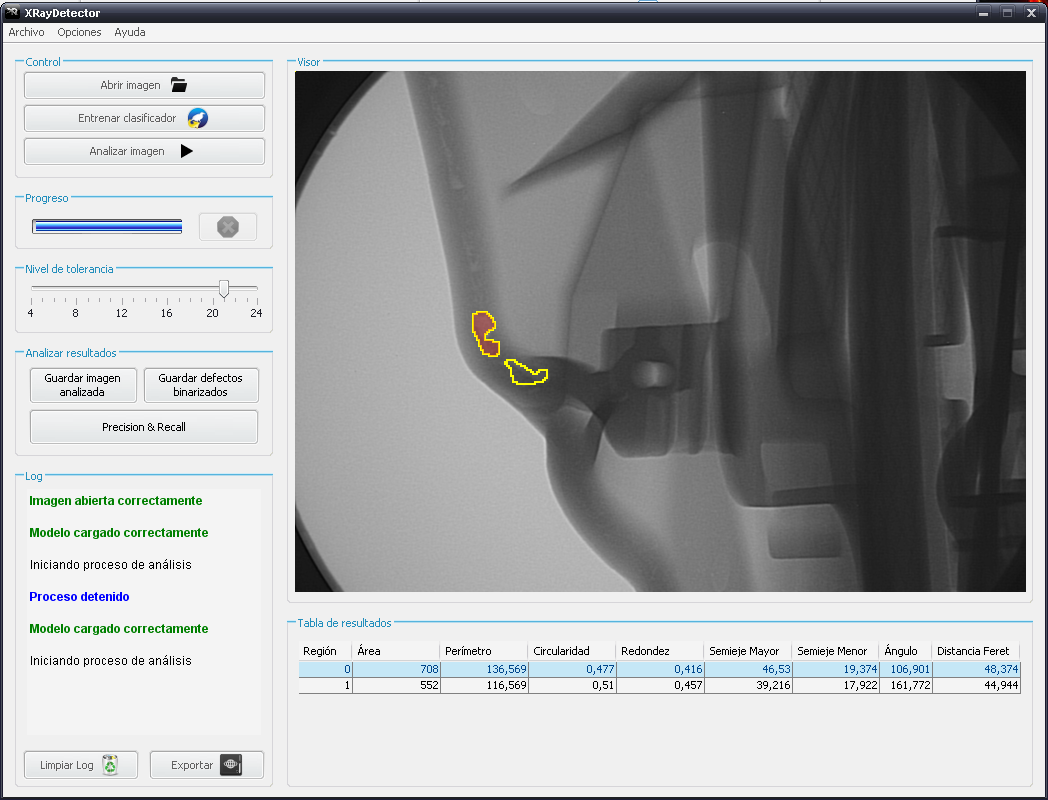 XRayDetector
Archivo Opciones Ayuda
Control
Abrir imagen
Entrenar clasificador
Analizar imagen
Progreso
Nivel de tolerancia
4 8 12 16 20 24
Analizar resultados
Guardar imagen analizada
Guardar defectos binarizados
Precision & Recall
Log
Imagen abierta correctamente
Modelo cargado correctamente
Iniciando proceso de análisis
Proceso detenido
Modelo cargado correctamente
Iniciando proceso de análisis
Limpiar Log
Exportar
Visor
Tabla de resultados
Región Área Perímetro Circularidad Redondez Semieje Mayor Semieje Menor Ángulo Distancia Feret
0 708 136,569 0,477 0,416 46,53 19,374 106,901 48,374
1 552 116,569 0,51 0,457 39,216 17,922 161,772 44,944